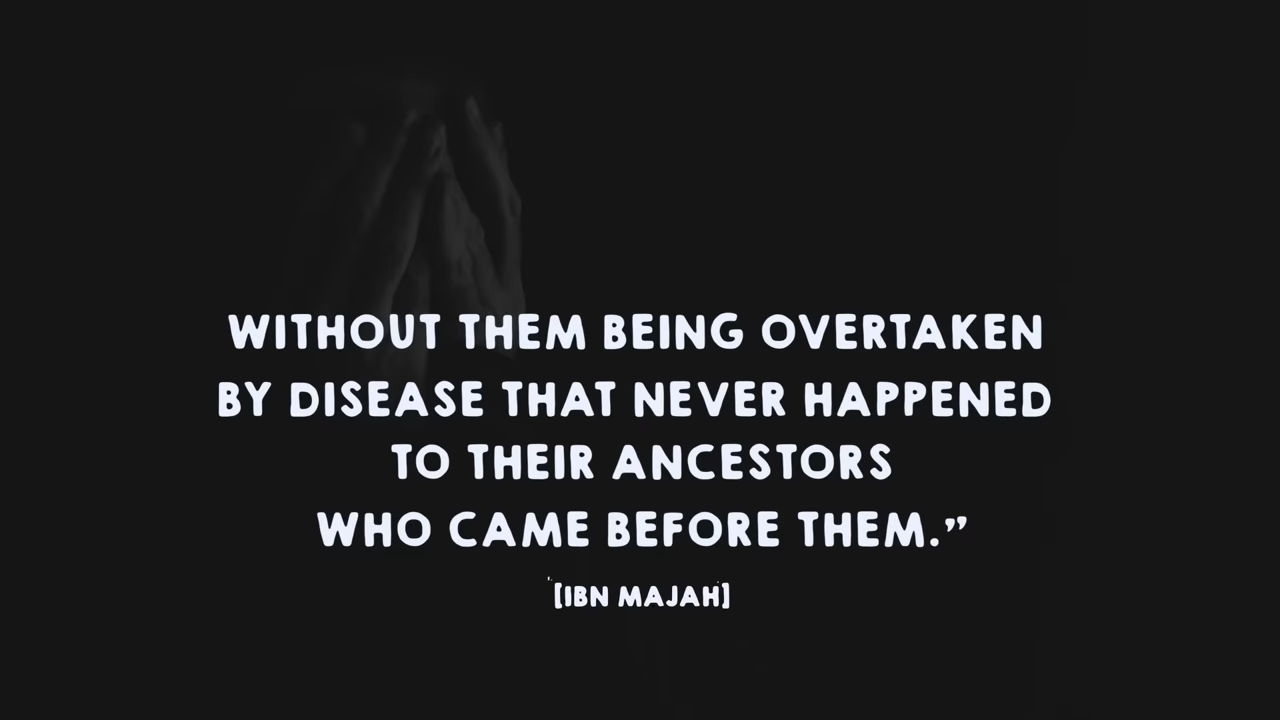 WITHOUT THEM BEING OVERTAKEN
BY DISEASE THAT NEVER HAPPENED
TO THEIR ANCESTORS
WHO CAME BEFORE THEM.”
[IBN MAJAH]